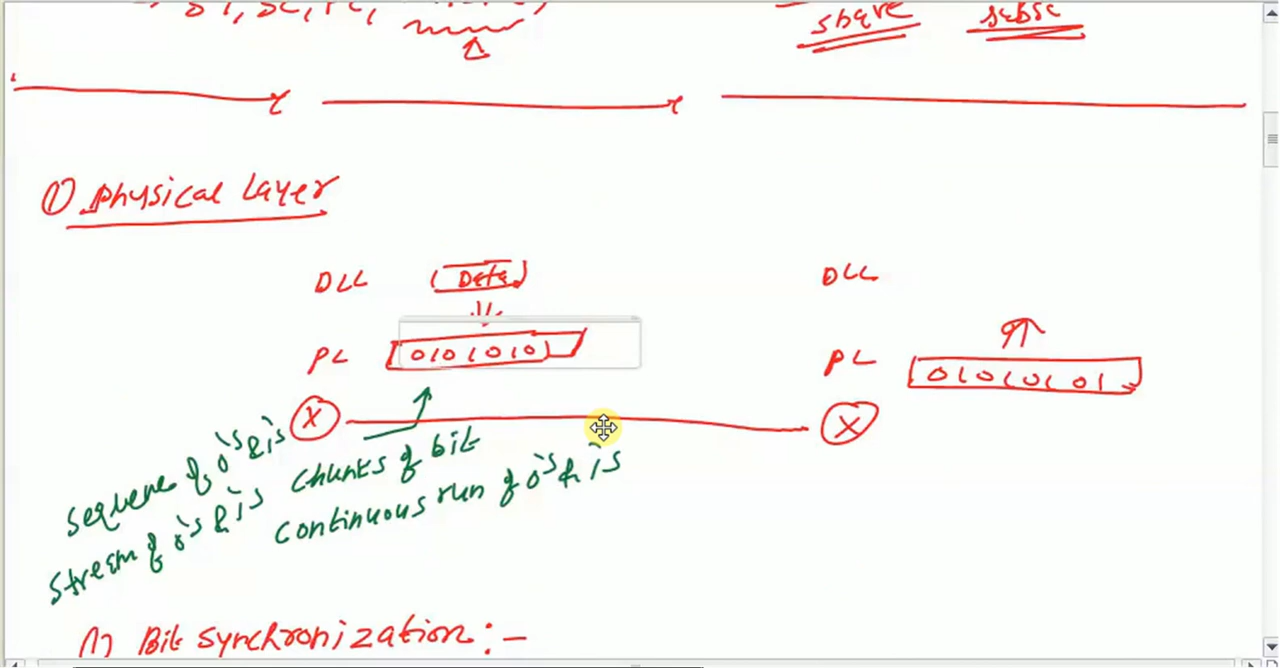 share subsc
① Physical Layer
DLL Data DLL
PL 0101010 PL 01010101
X X
sequence of 0's & 1's
stream of 0's & 1's
chunks of bit
continuous run of 0's & 1's
1) Bit synchronization :-